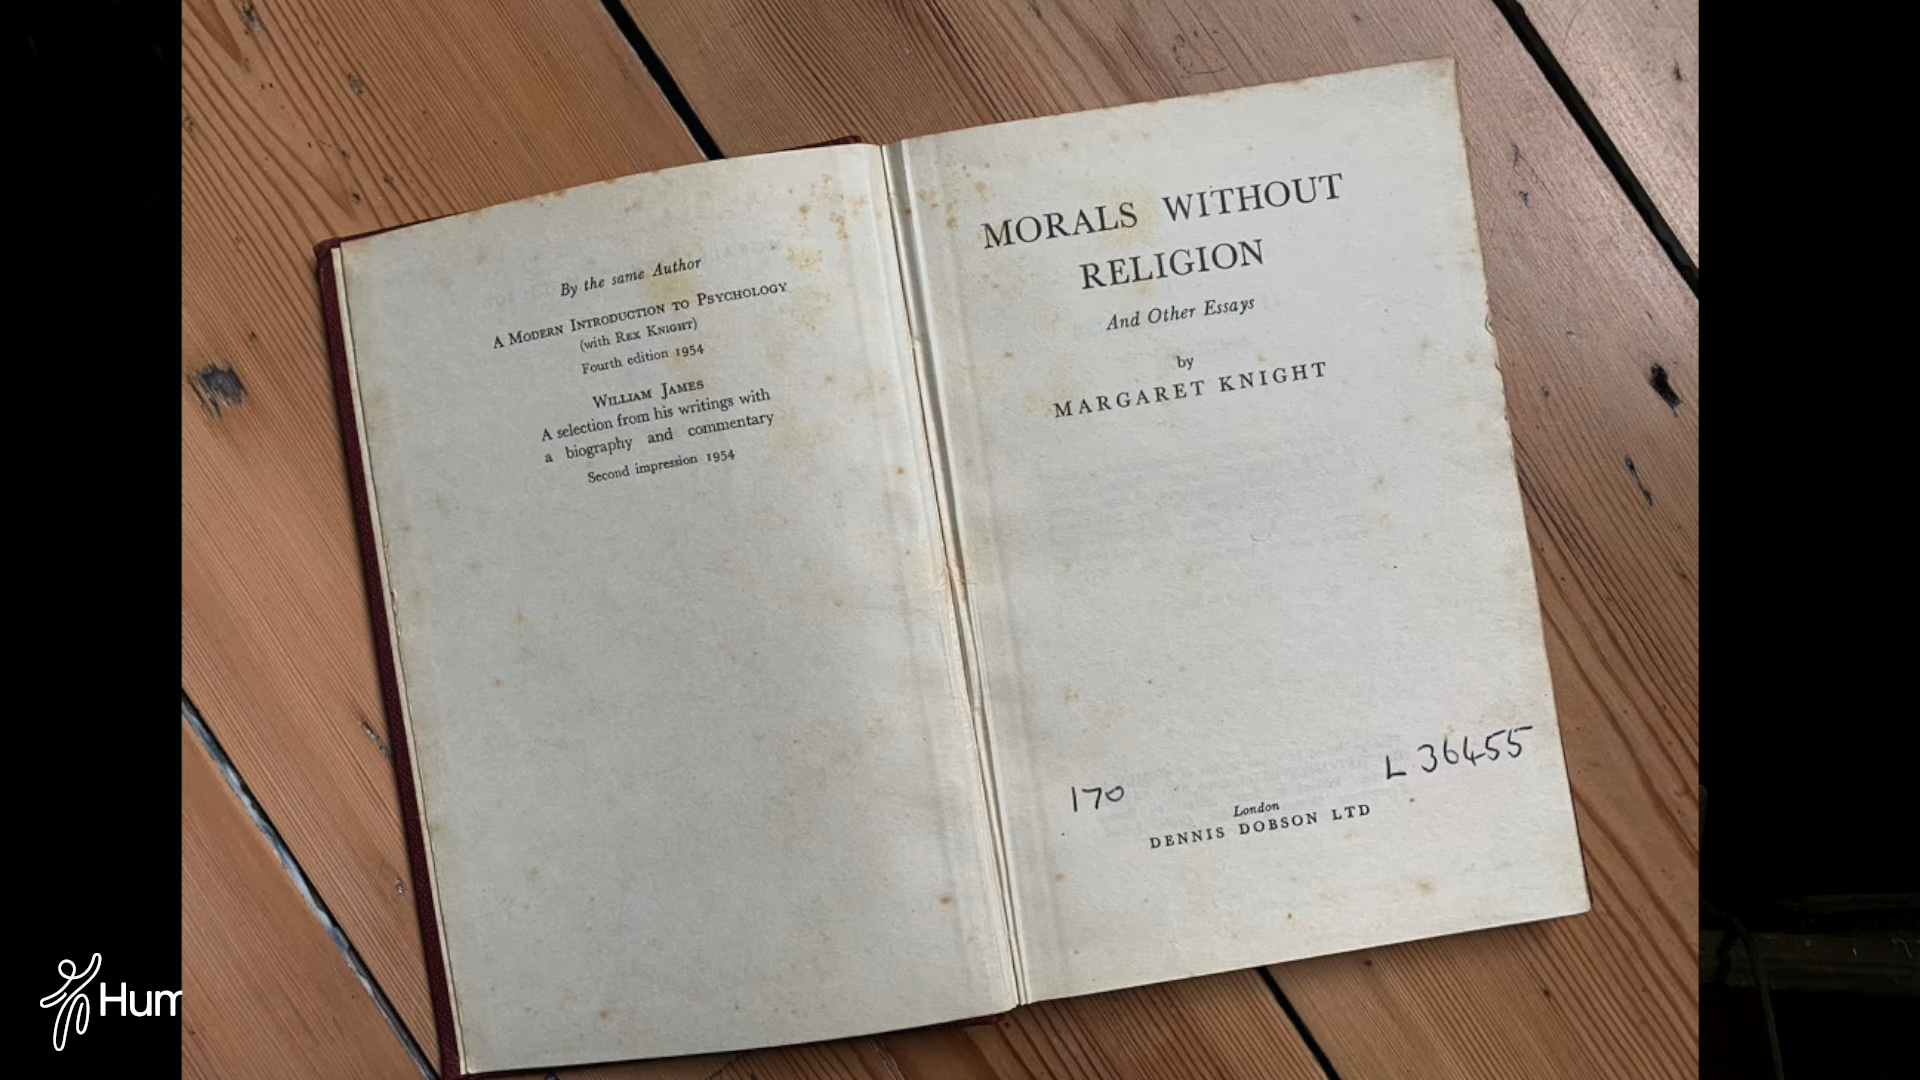 By the same Author
A Modern Introduction to Psychology
(with Rex Knight)
Fourth edition 1954
William James
A selection from his writings with
a biography and commentary
Second impression 1954
MORALS WITHOUT
RELIGION
And Other Essays
by
MARGARET KNIGHT
170
L 36455
London
DENNIS DOBSON LTD
Hum